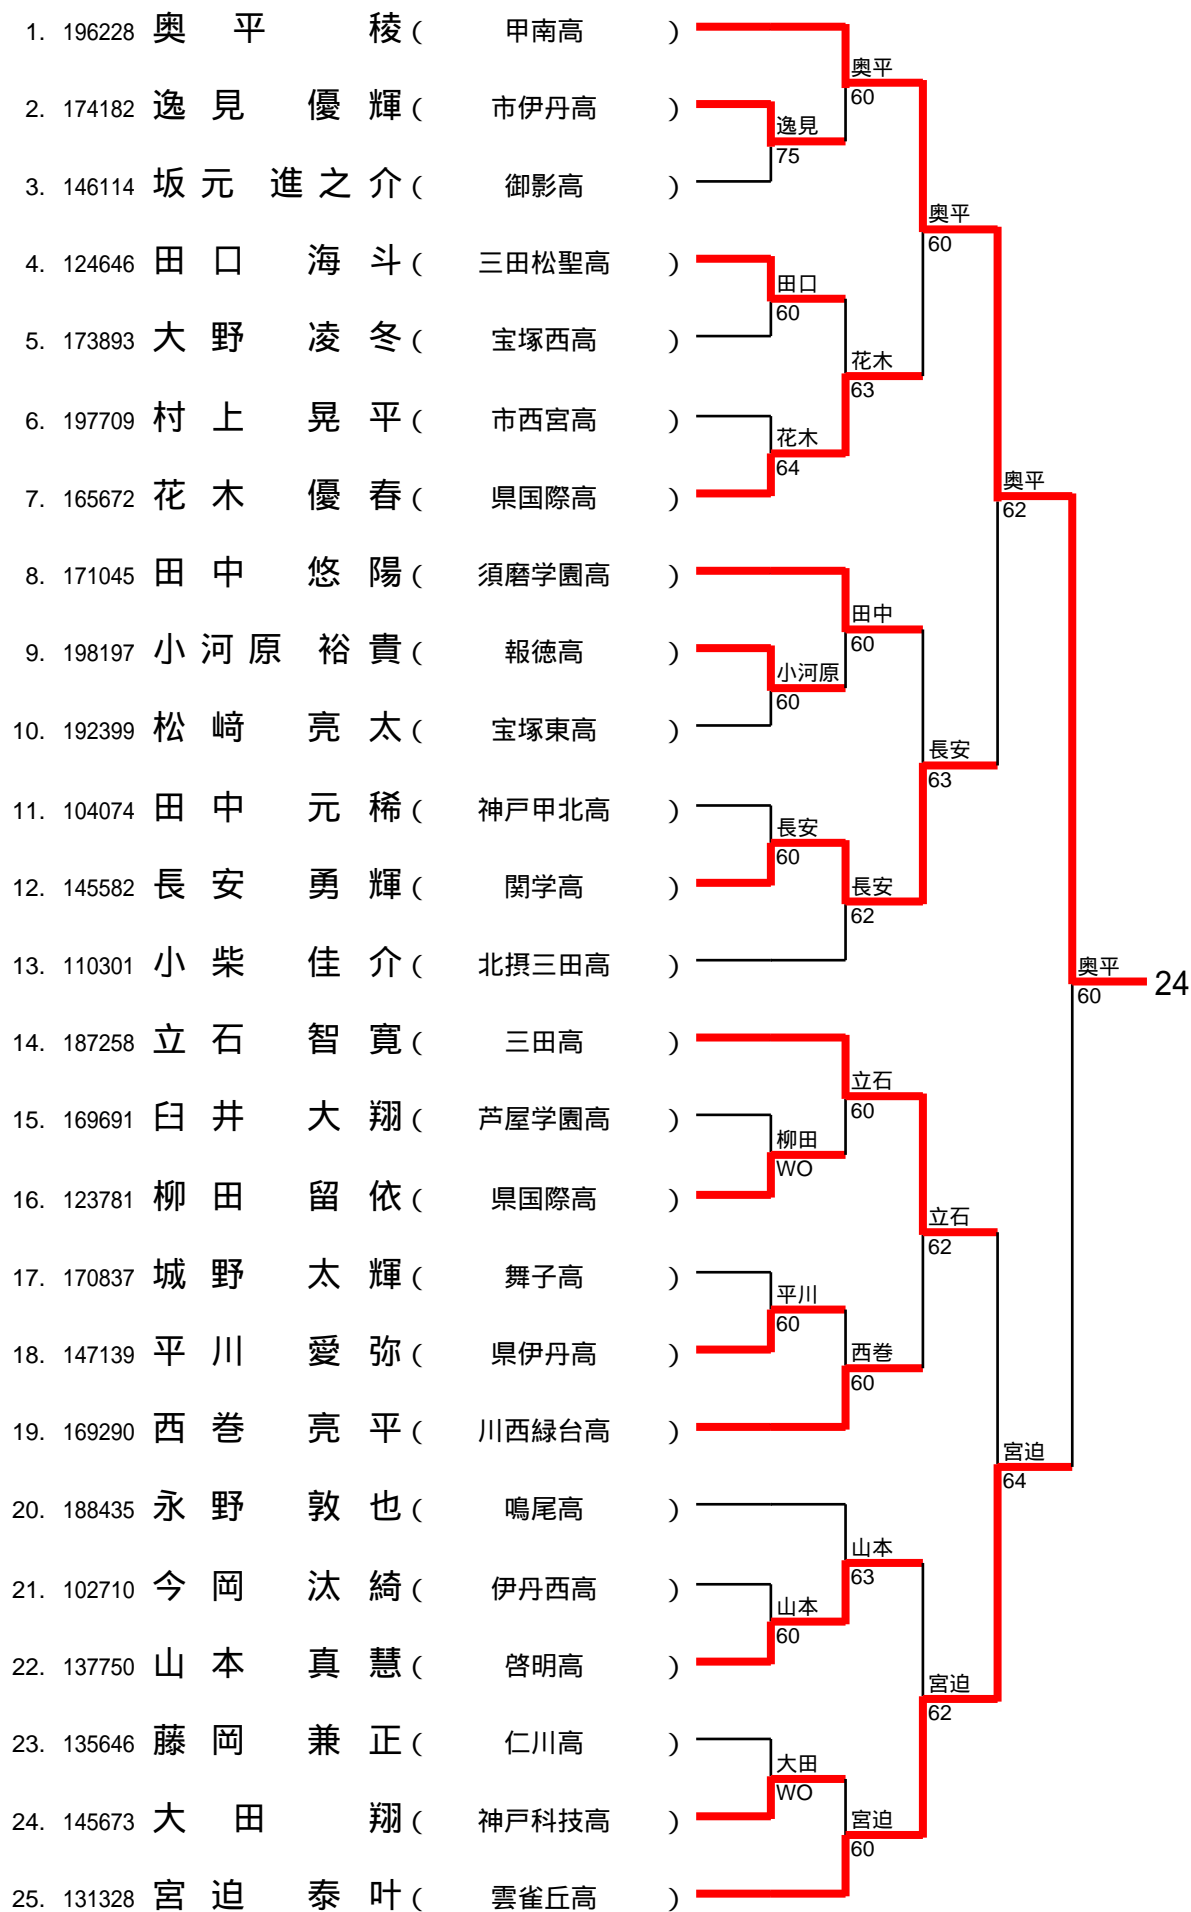 1. 196228 奥 平 稜 ( 甲南高 )
奥平
60
2. 174182 逸 見 優 輝 ( 市伊丹高 )
逸見
75
3. 146114 坂 元 進 之 介 ( 御影高 )
奥平
60
4. 124646 田 口 海 斗 ( 三田松聖高 )
田口
60
5. 173893 大 野 凌 冬 ( 宝塚西高 )
花木
63
6. 197709 村 上 晃 平 ( 市西宮高 )
花木
64
7. 165672 花 木 優 春 ( 県国際高 )
奥平
62
8. 171045 田 中 悠 陽 ( 須磨学園高 )
田中
60
9. 198197 小 河 原 裕 貴 ( 報徳高 )
小河原
60
10. 192399 松 﨑 亮 太 ( 宝塚東高 )
長安
63
11. 104074 田 中 元 稀 ( 神戸甲北高 )
長安
60
12. 145582 長 安 勇 輝 ( 関学高 )
長安
62
13. 110301 小 柴 佳 介 ( 北摂三田高 )
奥平
60
24
14. 187258 立 石 智 寛 ( 三田高 )
立石
60
15. 169691 臼 井 大 翔 ( 芦屋学園高 )
柳田
WO
16. 123781 柳 田 留 依 ( 県国際高 )
立石
62
17. 170837 城 野 太 輝 ( 舞子高 )
平川
60
18. 147139 平 川 愛 弥 ( 県伊丹高 )
西巻
60
19. 169290 西 巻 亮 平 ( 川西緑台高 )
宮迫
64
20. 188435 永 野 敦 也 ( 鳴尾高 )
山本
63
21. 102710 今 岡 汰 綺 ( 伊丹西高 )
山本
60
22. 137750 山 本 真 慧 ( 啓明高 )
宮迫
62
23. 135646 藤 岡 兼 正 ( 仁川高 )
大田
WO
24. 145673 大 田 翔 ( 神戸科技高 )
宮迫
60
25. 131328 宮 迫 泰 叶 ( 雲雀丘高 )